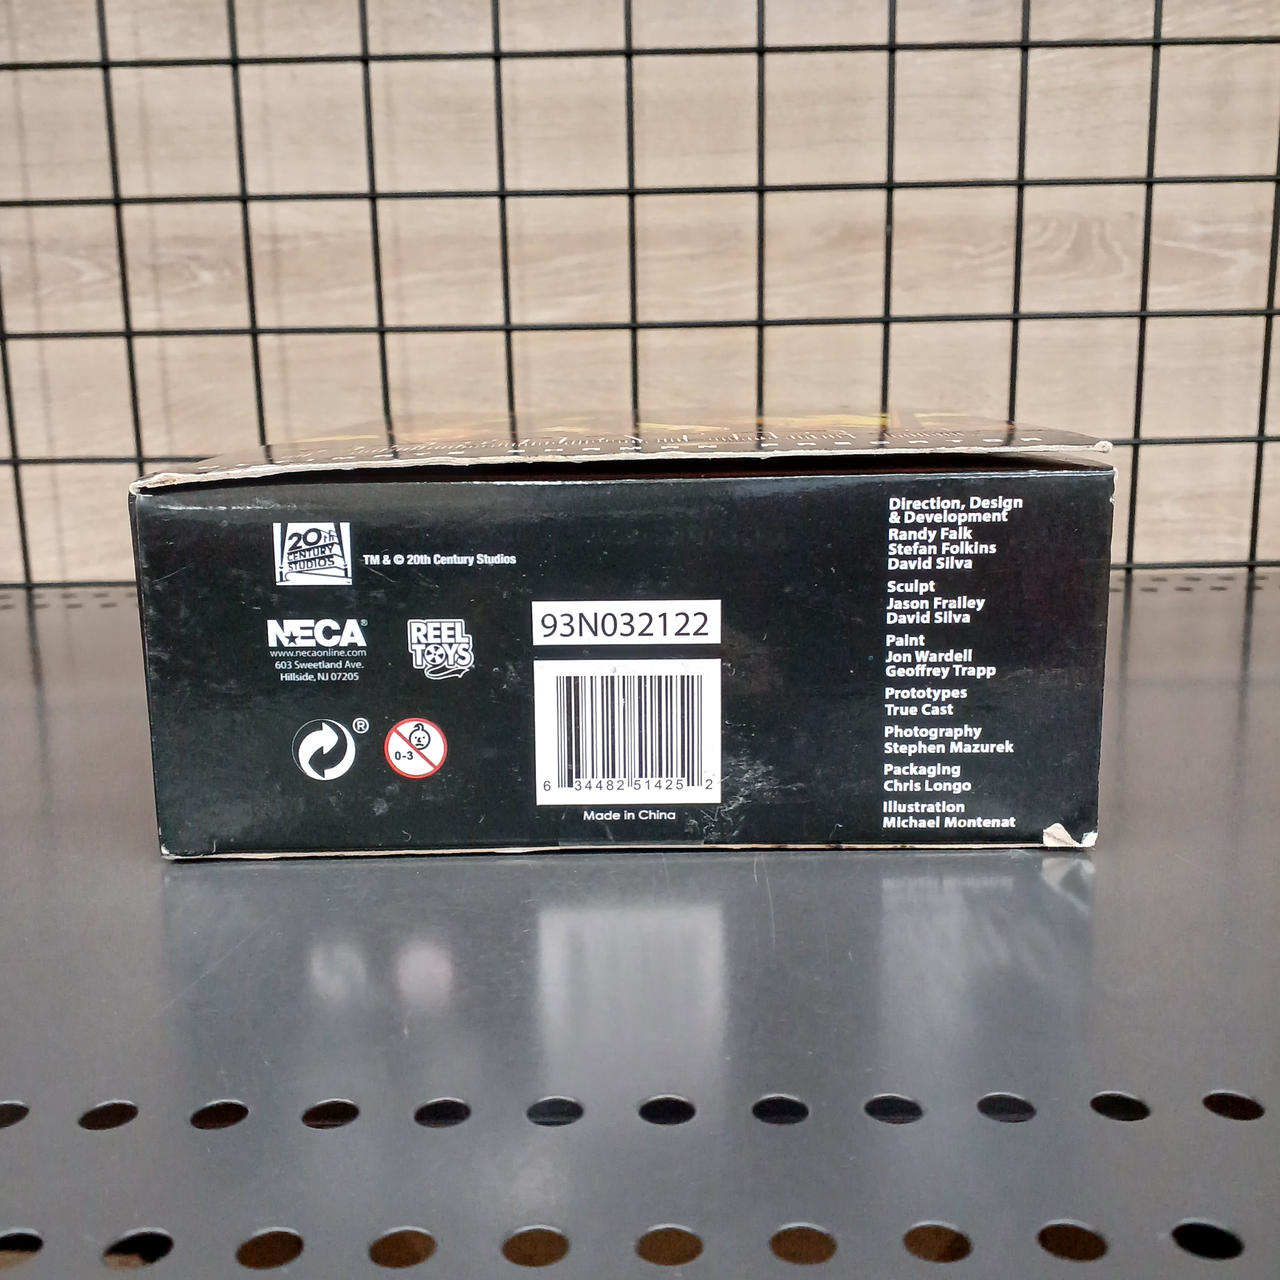 20th
CENTURY
STUDIOS
TM & © 20th Century Studios
NECA®
www.necaonline.com
603 Sweetland Ave.
Hillside, NJ 07205
REEL
TOYS
®
0-3
93N032122
6 34482 51425 2
Made in China
Direction, Design
& Development
Randy Falk
Stefan Folkins
David Silva
Sculpt
Jason Frailey
David Silva
Paint
Jon Wardell
Geoffrey Trapp
Prototypes
True Cast
Photography
Stephen Mazurek
Packaging
Chris Longo
Illustration
Michael Montenat